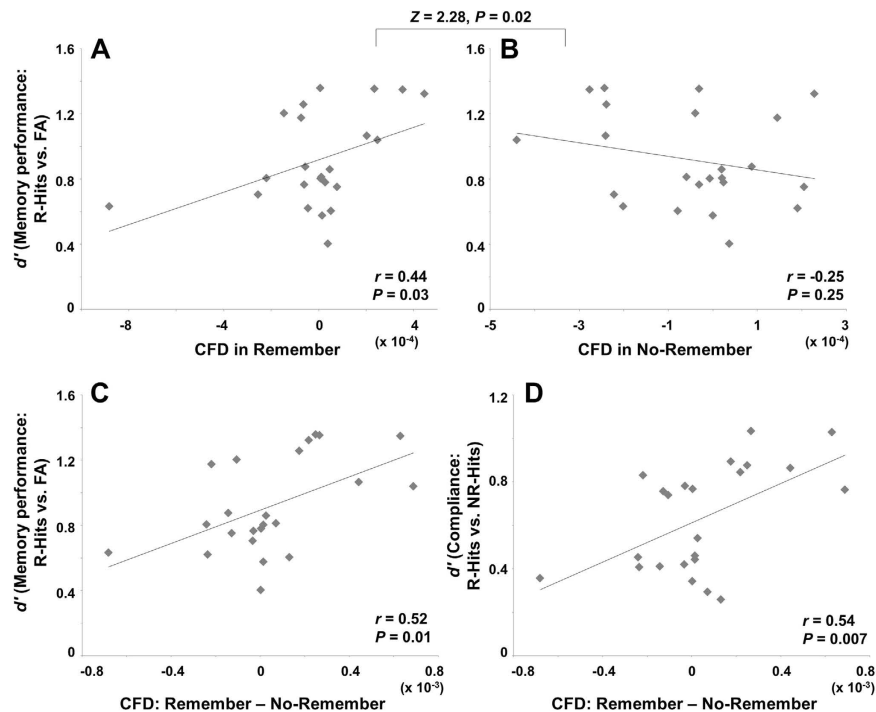 Z = 2.28, P = 0.02
A
d′ (Memory performance:
R-Hits vs. FA)
1.6
1.2
0.8
0.4
0
r = 0.44
P = 0.03
-8
-4
0
4
(x 10⁻⁴)
CFD in Remember
B
1.6
1.2
0.8
0.4
0
r = -0.25
P = 0.25
-5
-3
-1
1
3
(x 10⁻⁴)
CFD in No-Remember
C
d′ (Memory performance:
R-Hits vs. FA)
1.6
1.2
0.8
0.4
0
r = 0.52
P = 0.01
-0.8
-0.4
0
0.4
0.8
(x 10⁻³)
CFD: Remember – No-Remember
D
d′ (Compliance:
R-Hits vs. NR-Hits)
1.2
0.8
0.4
0
r = 0.54
P = 0.007
-0.8
-0.4
0
0.4
0.8
(x 10⁻³)
CFD: Remember – No-Remember